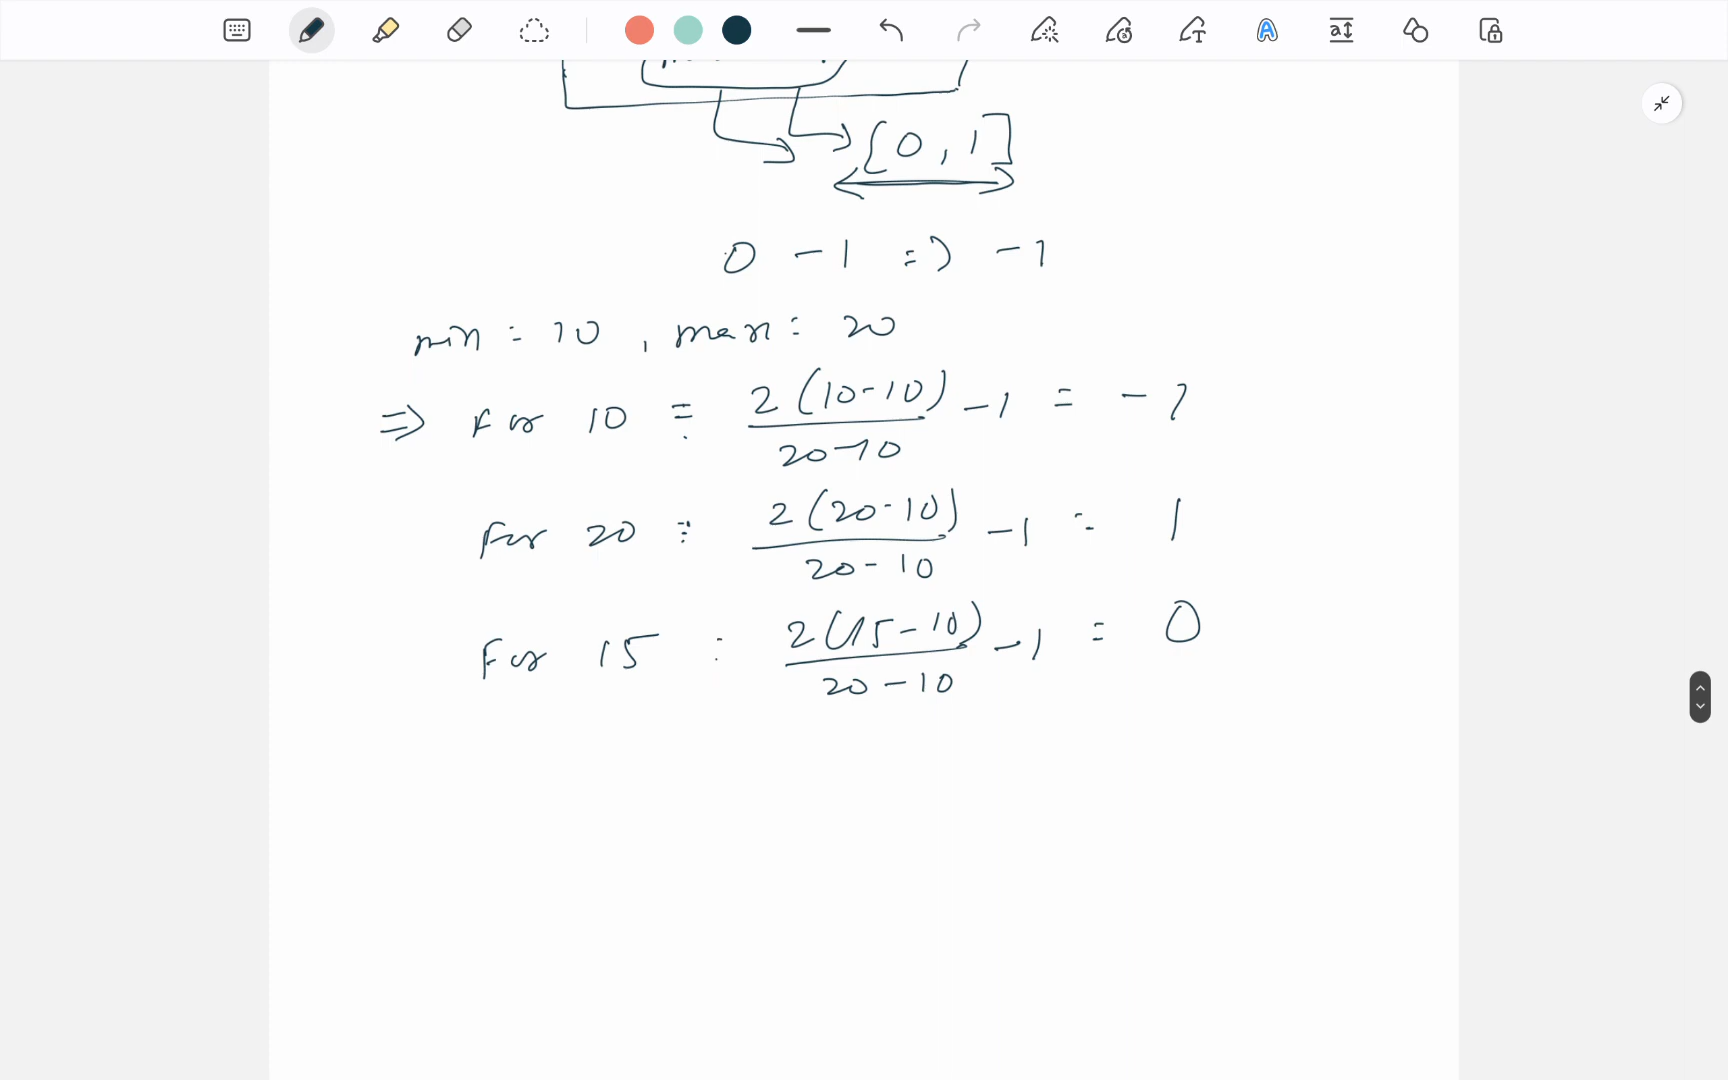 [0, 1]
0 - 1 => -1
min = 10, max = 20
=> For 10 = 2(10-10)/20-10 - 1 = -1
For 20 : 2(20-10)/20-10 - 1 = 1
For 15 : 2(15-10)/20-10 - 1 = 0